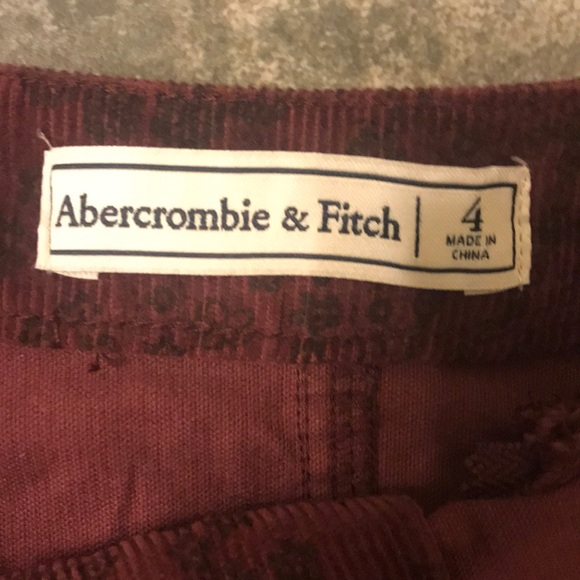 Abercrombie & Fitch
4
MADE IN
CHINA